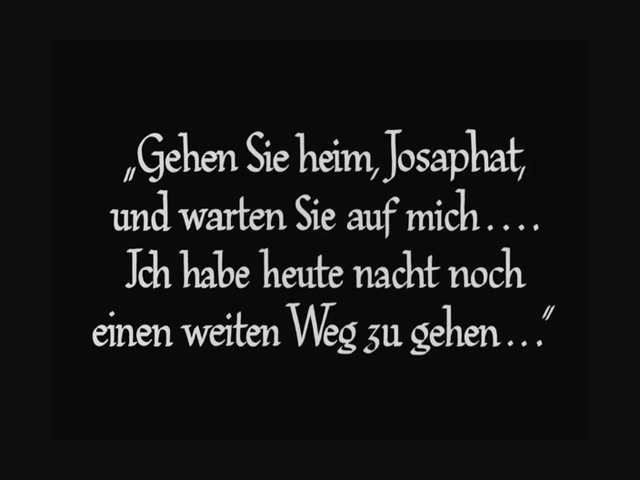 „Gehen Sie heim, Josaphat,
und warten Sie auf mich....
Ich habe heute nacht noch
einen weiten Weg zu gehen..."